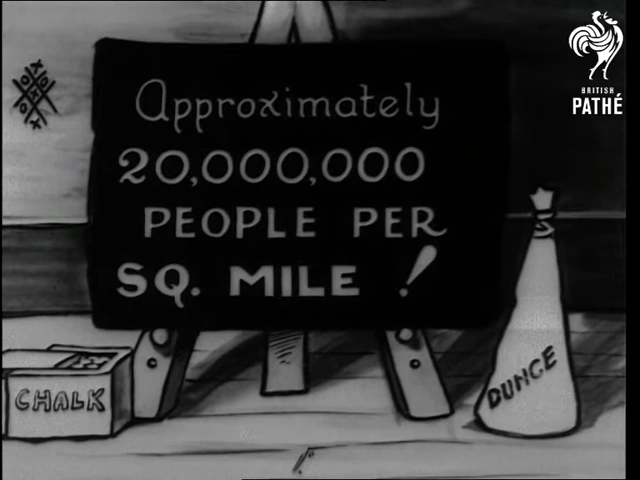 BRITISH
PATHÉ
Approximately
20,000,000
PEOPLE PER
SQ. MILE !
CHALK
DUNCE